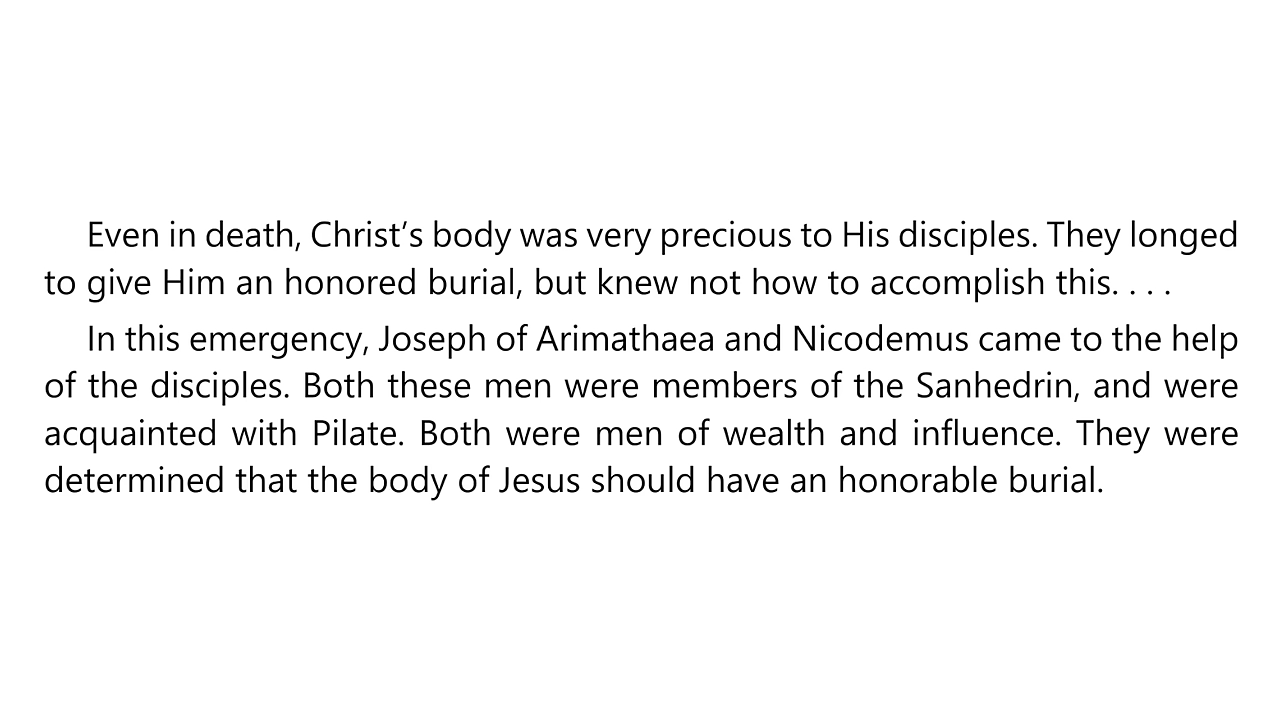 Even in death, Christ’s body was very precious to His disciples. They longed
to give Him an honored burial, but knew not how to accomplish this. . . .
In this emergency, Joseph of Arimathaea and Nicodemus came to the help
of the disciples. Both these men were members of the Sanhedrin, and were
acquainted with Pilate. Both were men of wealth and influence. They were
determined that the body of Jesus should have an honorable burial.